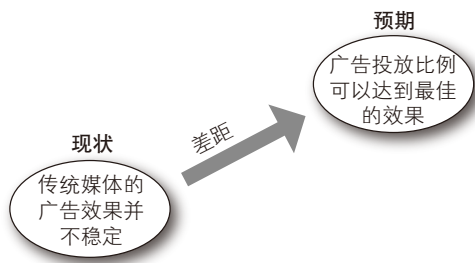 预期
广告投放比例
可以达到最佳
的效果
差距
现状
传统媒体的
广告效果并
不稳定